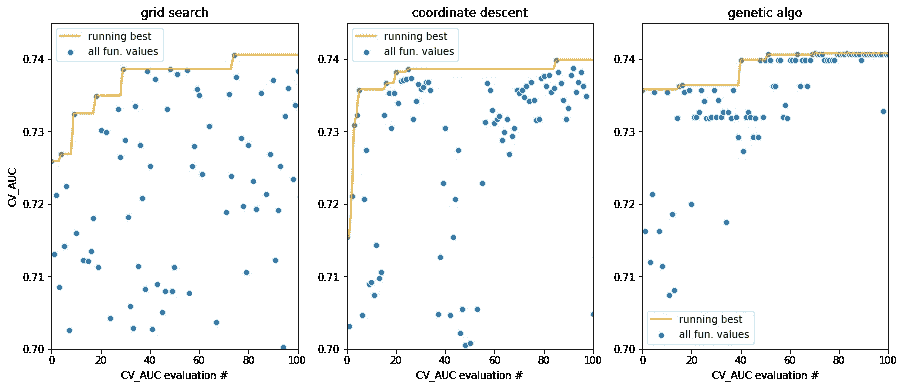 grid search
running best
all fun. values
0.74
0.73
0.72
0.71
0.70
CV_AUC
0 20 40 60 80 100
CV_AUC evaluation #
coordinate descent
running best
all fun. values
0.74
0.73
0.72
0.71
0.70
0 20 40 60 80 100
CV_AUC evaluation #
genetic algo
0.74
0.73
0.72
0.71
0.70
running best
all fun. values
0 20 40 60 80 100
CV_AUC evaluation #